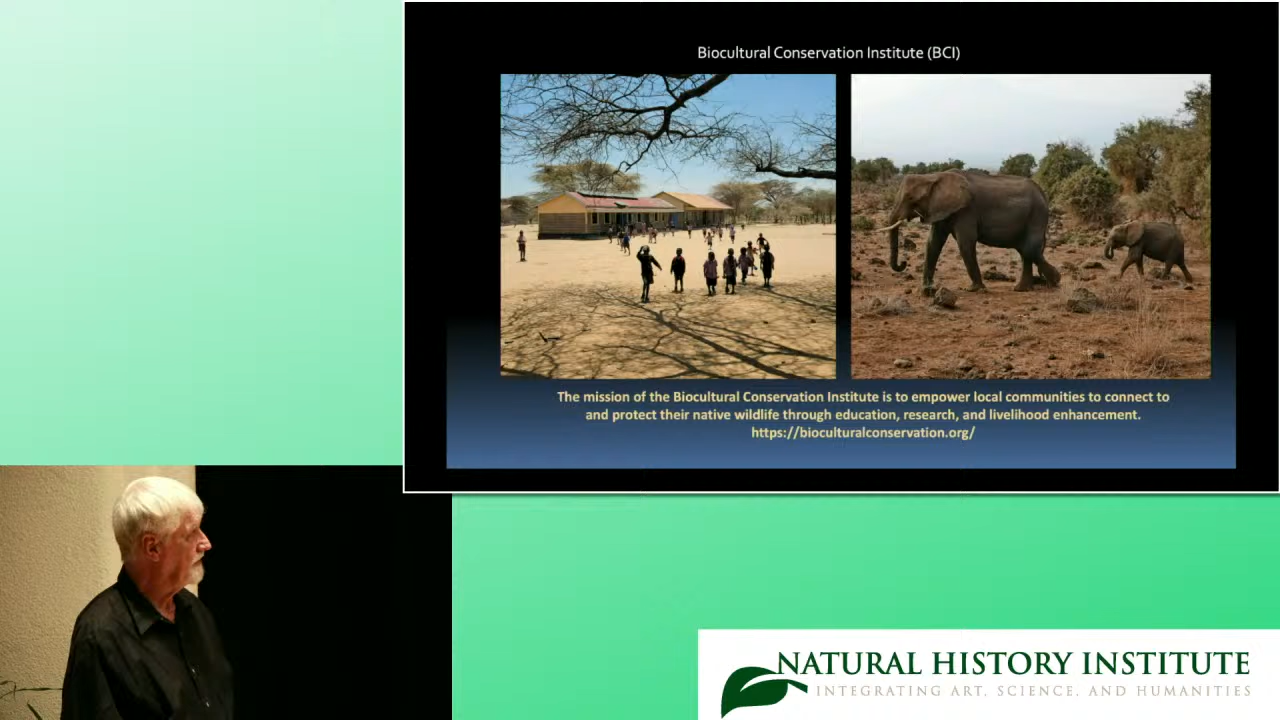 Biocultural Conservation Institute (BCI)
The mission of the Biocultural Conservation Institute is to empower local communities to connect to
and protect their native wildlife through education, research, and livelihood enhancement.
https://bioculturalconservation.org/
NATURAL HISTORY INSTITUTE
INTEGRATING ART, SCIENCE, AND HUMANITIES